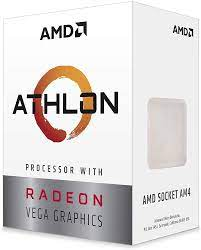 AMD
AMD
ATHLON
PROCESSOR WITH
RADEON
VEGA GRAPHICS
AMD SOCKET AM4